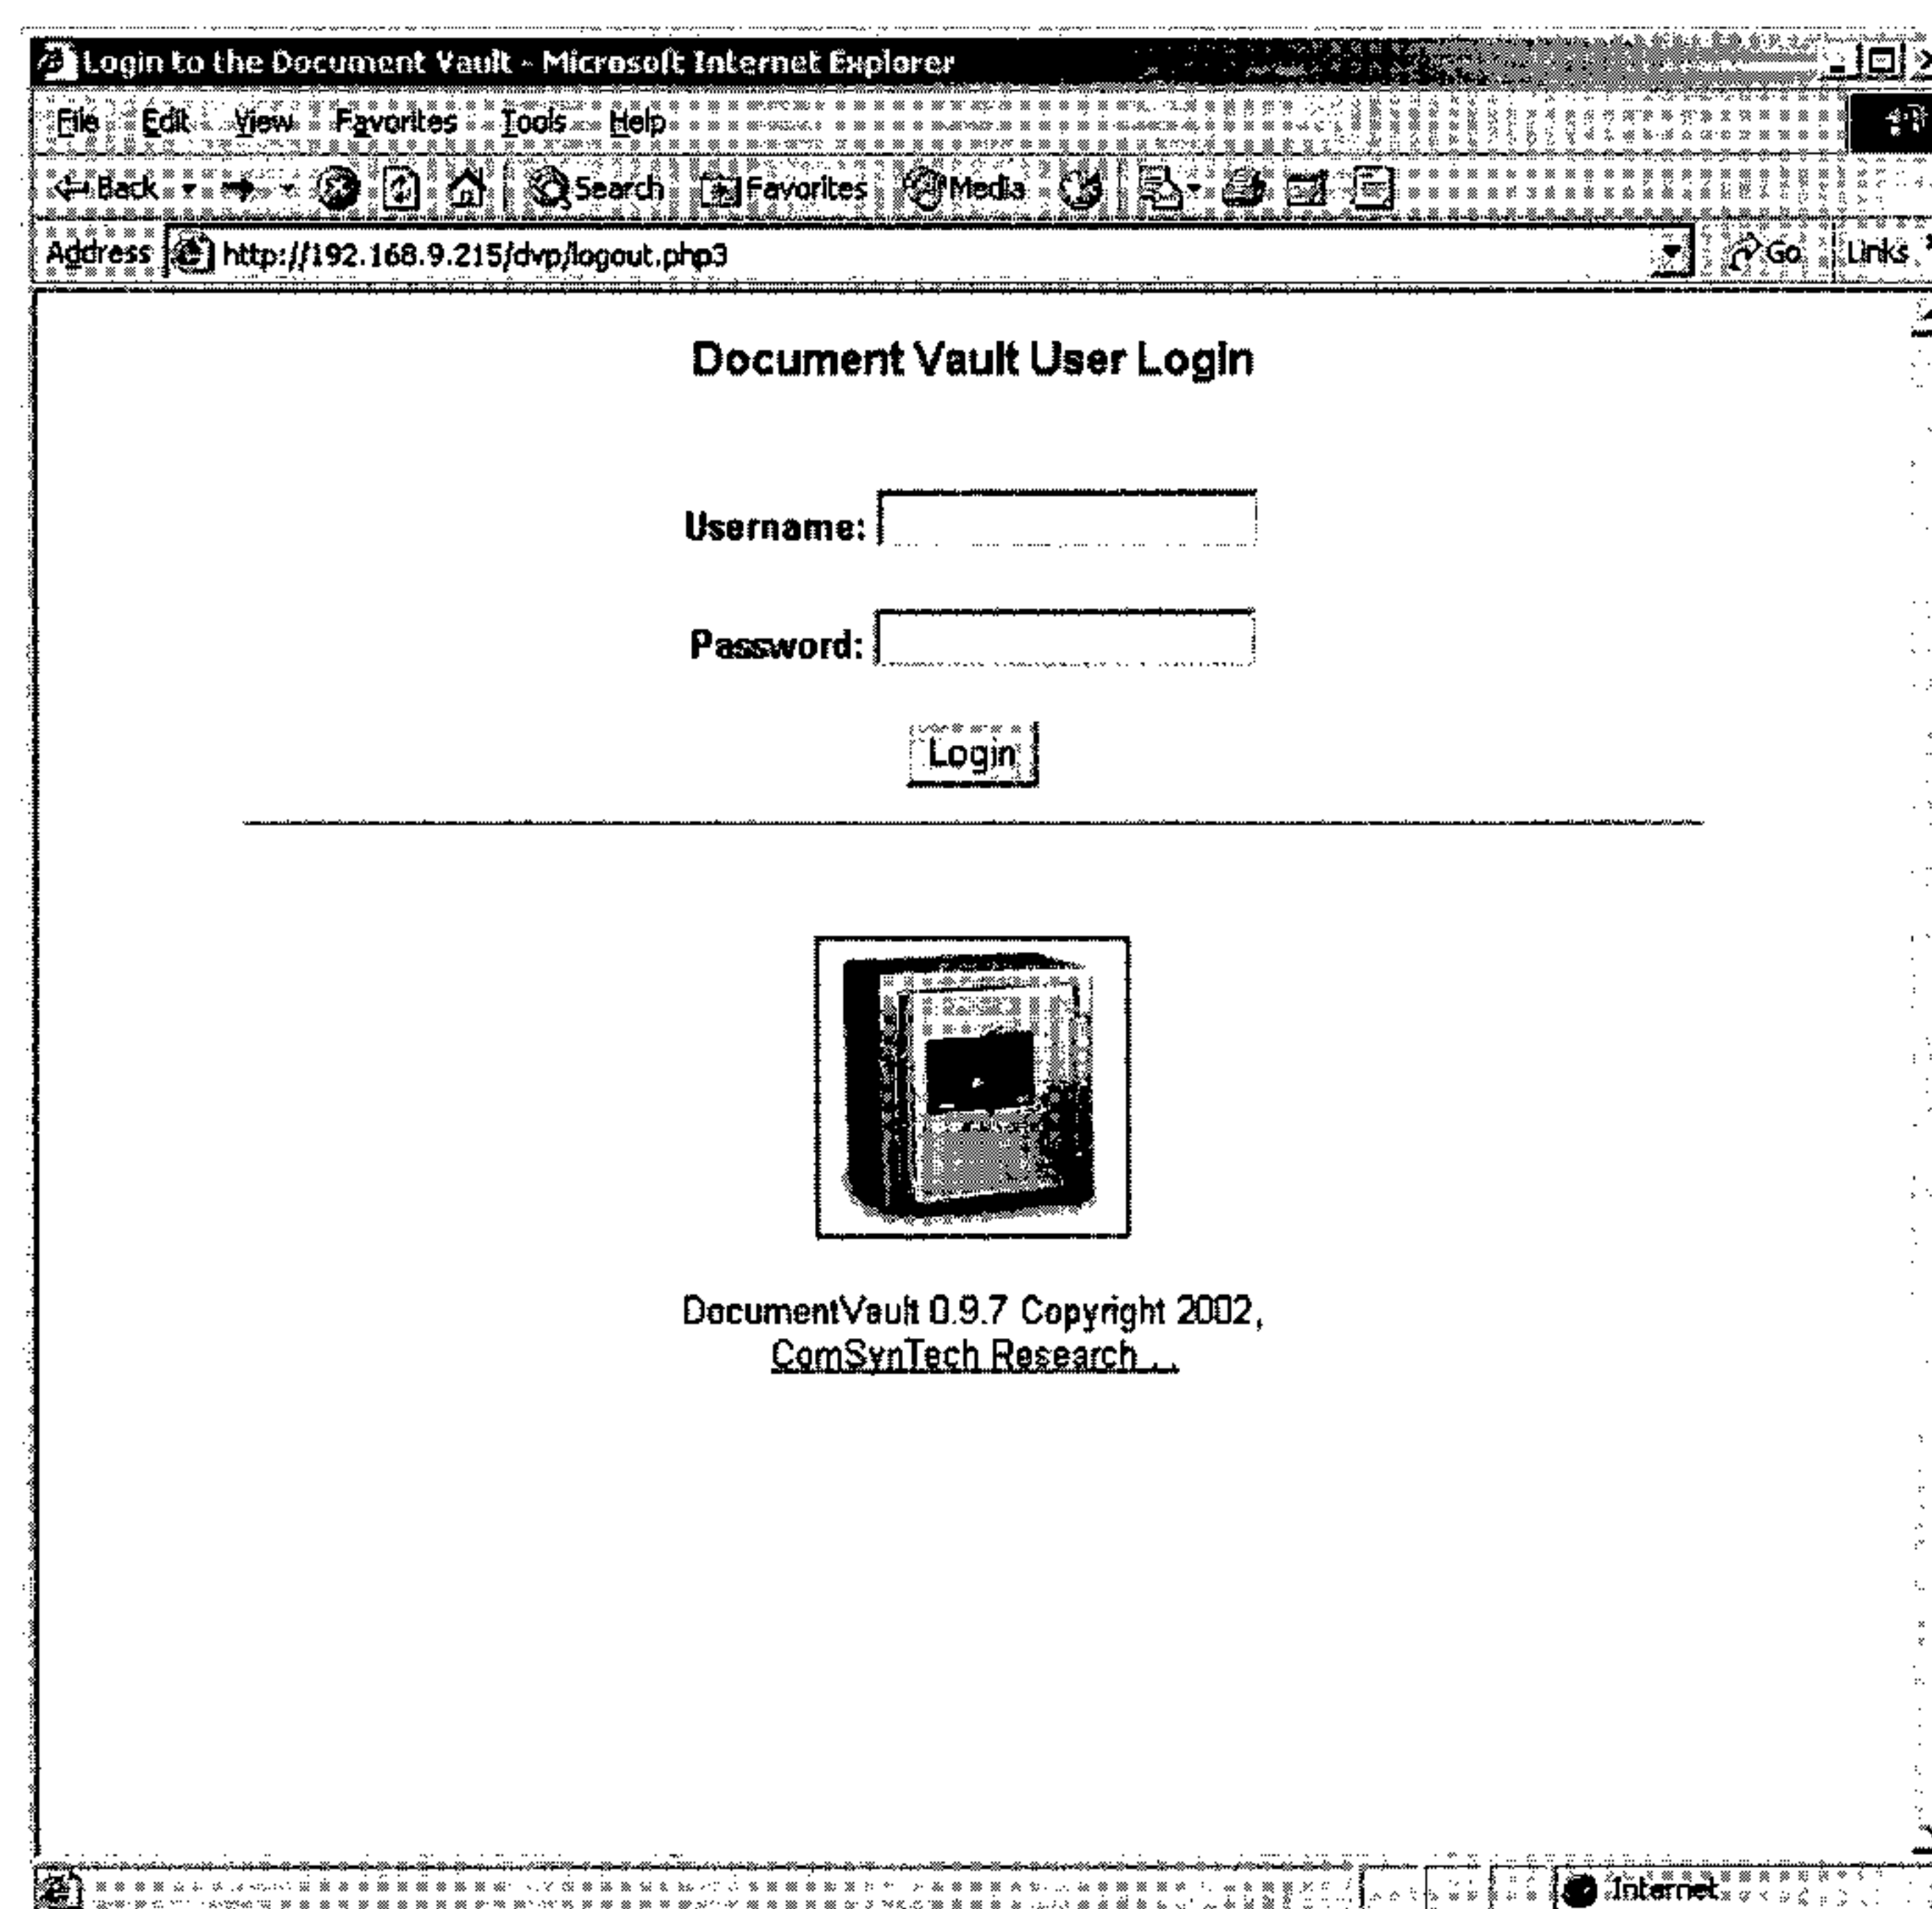 Login to the Document Vault - Microsoft Internet Explorer
File Edit View Favorites Tools Help
Back Search Favorites Media
Address http://192.168.9.215/dvp/logout.php3 Go Links
Document Vault User Login
Username:
Password:
Login
DocumentVault 0.9.7 Copyright 2002,
ComSynTech Research...
Internet